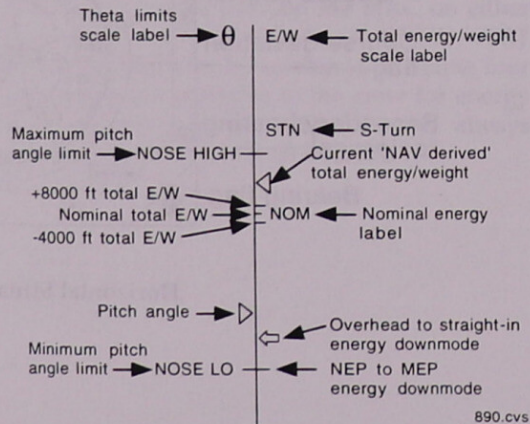 Theta limits
scale label
θ
E/W
Total energy/weight
scale label
STN
S-Turn
Maximum pitch
angle limit
NOSE HIGH
Current 'NAV derived'
total energy/weight
+8000 ft total E/W
Nominal total E/W
NOM
Nominal energy
label
-4000 ft total E/W
Pitch angle
Overhead to straight-in
energy downmode
Minimum pitch
angle limit
NOSE LO
NEP to MEP
energy downmode
890.cvs